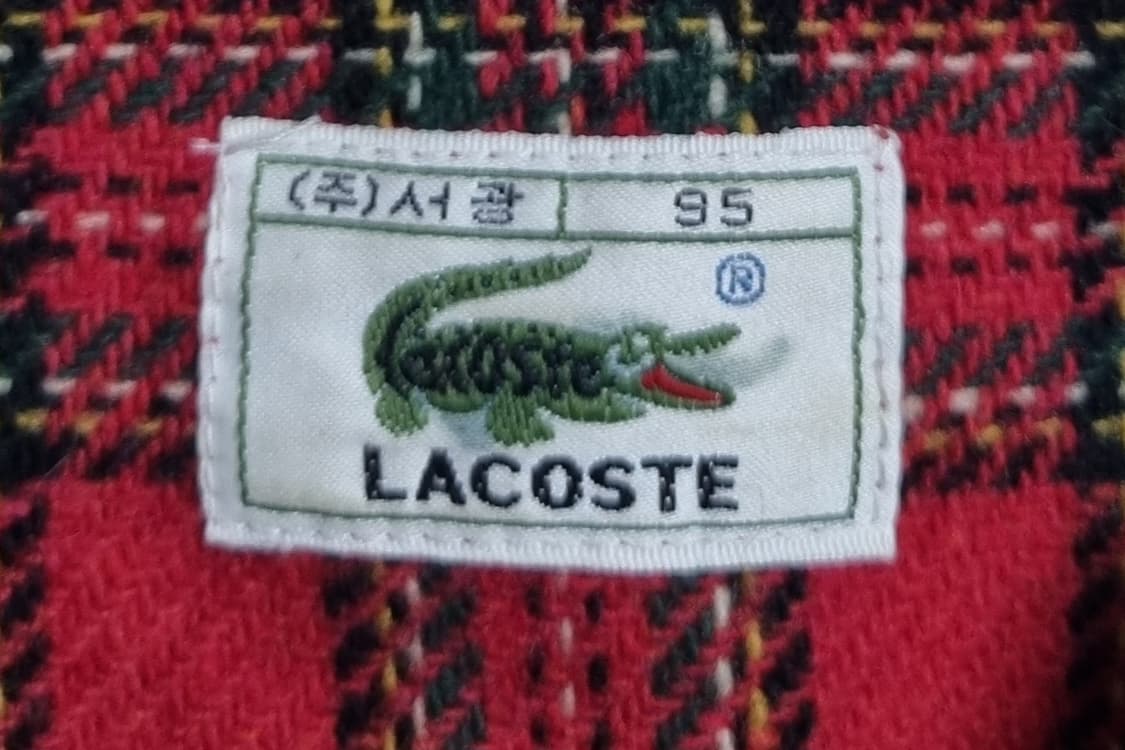 (주)서광 95
®
Lacoste
LACOSTE